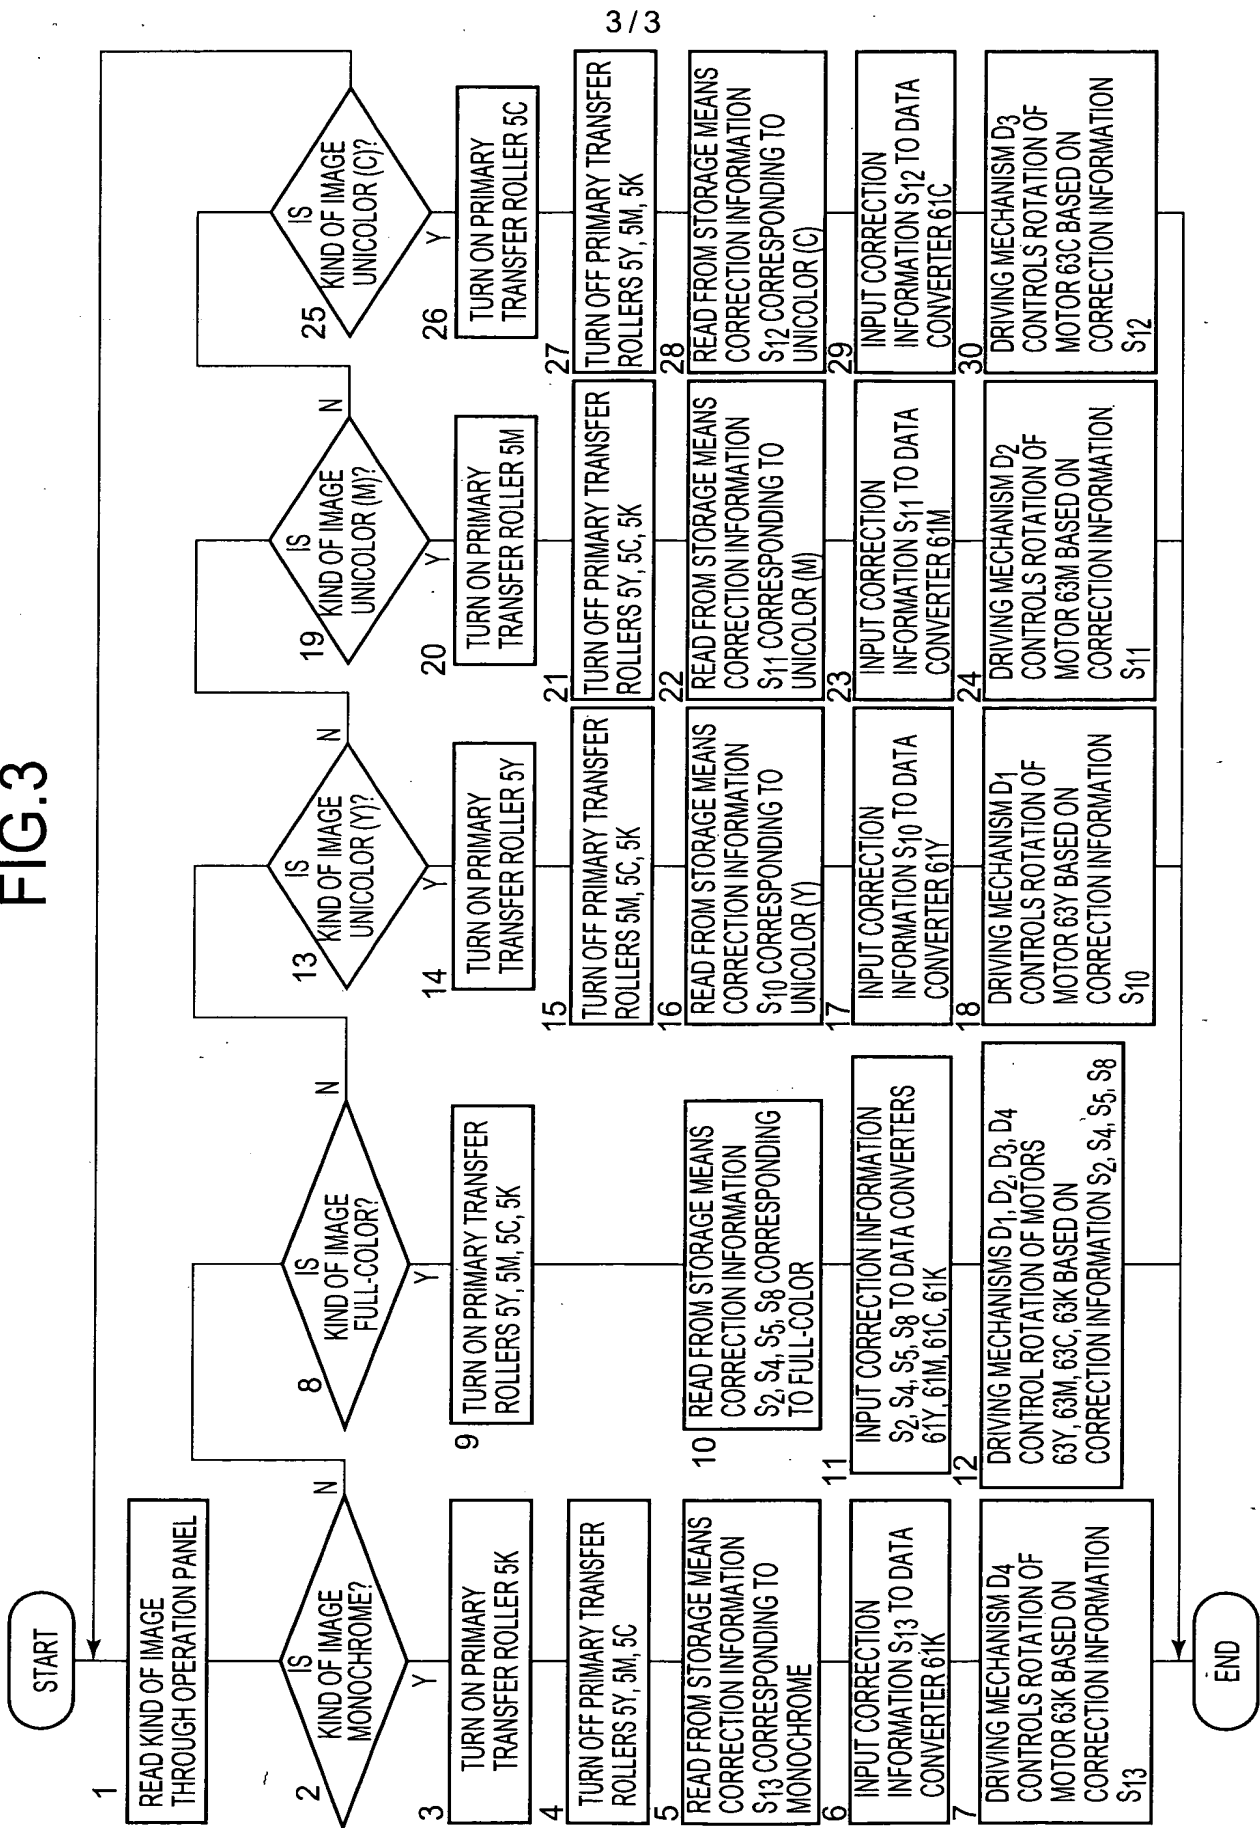 3/3
FIG.3
START
1
READ KIND OF IMAGE
THROUGH OPERATION PANEL
2
IS
KIND OF IMAGE
MONOCHROME?
N
Y
3
TURN ON PRIMARY
TRANSFER ROLLER 5K
4
TURN OFF PRIMARY TRANSFER
ROLLERS 5Y, 5M, 5C
5
READ FROM STORAGE MEANS
CORRECTION INFORMATION
S13 CORRESPONDING TO
MONOCHROME
6
INPUT CORRECTION
INFORMATION S13 TO DATA
CONVERTER 61K
7
DRIVING MECHANISM D4
CONTROLS ROTATION OF
MOTOR 63K BASED ON
CORRECTION INFORMATION
S13
8
IS
KIND OF IMAGE
FULL-COLOR?
N
Y
9
TURN ON PRIMARY TRANSFER
ROLLERS 5Y, 5M, 5C, 5K
10
READ FROM STORAGE MEANS
CORRECTION INFORMATION
S2, S4, S5, S8 CORRESPONDING
TO FULL-COLOR
11
INPUT CORRECTION INFORMATION
S2, S4, S5, S8 TO DATA CONVERTERS
61Y, 61M, 61C, 61K
12
DRIVING MECHANISMS D1, D2, D3, D4
CONTROL ROTATION OF MOTORS
63Y, 63M, 63C, 63K BASED ON
CORRECTION INFORMATION S2, S4, S5, S8
13
IS
KIND OF IMAGE
UNICOLOR (Y)?
N
Y
14
TURN ON PRIMARY
TRANSFER ROLLER 5Y
15
TURN OFF PRIMARY TRANSFER
ROLLERS 5M, 5C, 5K
16
READ FROM STORAGE MEANS
CORRECTION INFORMATION
S10 CORRESPONDING TO
UNICOLOR (Y)
17
INPUT CORRECTION
INFORMATION S10 TO DATA
CONVERTER 61Y
18
DRIVING MECHANISM D1
CONTROLS ROTATION OF
MOTOR 63Y BASED ON
CORRECTION INFORMATION
S10
19
IS
KIND OF IMAGE
UNICOLOR (M)?
N
Y
20
TURN ON PRIMARY
TRANSFER ROLLER 5M
21
TURN OFF PRIMARY TRANSFER
ROLLERS 5Y, 5C, 5K
22
READ FROM STORAGE MEANS
CORRECTION INFORMATION
S11 CORRESPONDING TO
UNICOLOR (M)
23
INPUT CORRECTION
INFORMATION S11 TO DATA
CONVERTER 61M
24
DRIVING MECHANISM D2
CONTROLS ROTATION OF
MOTOR 63M BASED ON
CORRECTION INFORMATION
S11
25
IS
KIND OF IMAGE
UNICOLOR (C)?
Y
26
TURN ON PRIMARY
TRANSFER ROLLER 5C
27
TURN OFF PRIMARY TRANSFER
ROLLERS 5Y, 5M, 5K
28
READ FROM STORAGE MEANS
CORRECTION INFORMATION
S12 CORRESPONDING TO
UNICOLOR (C)
29
INPUT CORRECTION
INFORMATION S12 TO DATA
CONVERTER 61C
30
DRIVING MECHANISM D3
CONTROLS ROTATION OF
MOTOR 63C BASED ON
CORRECTION INFORMATION
S12
END